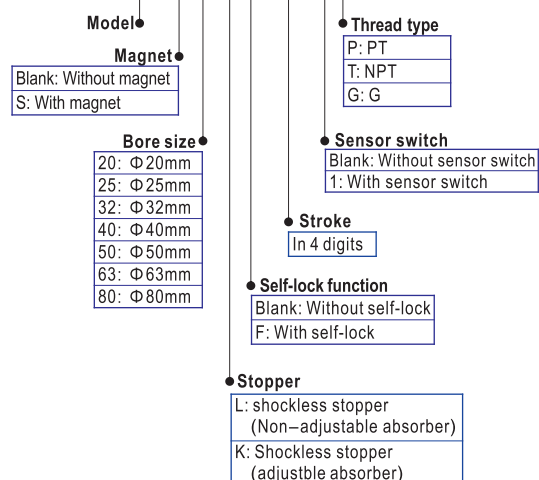 Model
Magnet
Blank: Without magnet
S: With magnet
Bore size
20: Φ20mm
25: Φ25mm
32: Φ32mm
40: Φ40mm
50: Φ50mm
63: Φ63mm
80: Φ80mm
Thread type
P: PT
T: NPT
G: G
Sensor switch
Blank: Without sensor switch
1: With sensor switch
Stroke
In 4 digits
Self-lock function
Blank: Without self-lock
F: With self-lock
Stopper
L: shockless stopper
(Non-adjustable absorber)
K: Shockless stopper
(adjustble absorber)